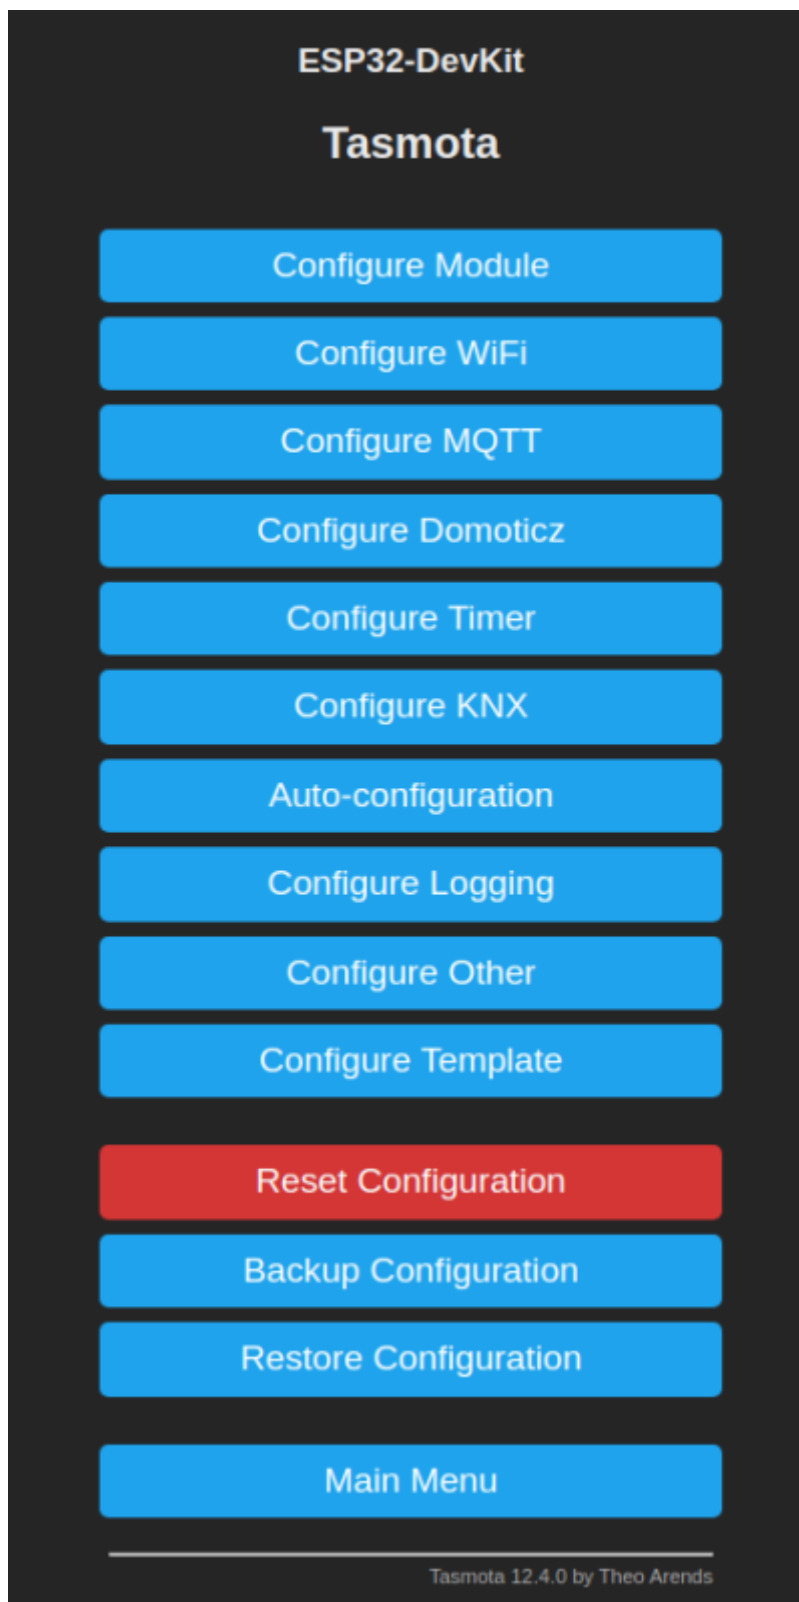 ESP32-DevKit
Tasmota
Configure Module
Configure WiFi
Configure MQTT
Configure Domoticz
Configure Timer
Configure KNX
Auto-configuration
Configure Logging
Configure Other
Configure Template
Reset Configuration
Backup Configuration
Restore Configuration
Main Menu
Tasmota 12.4.0 by Theo Arends